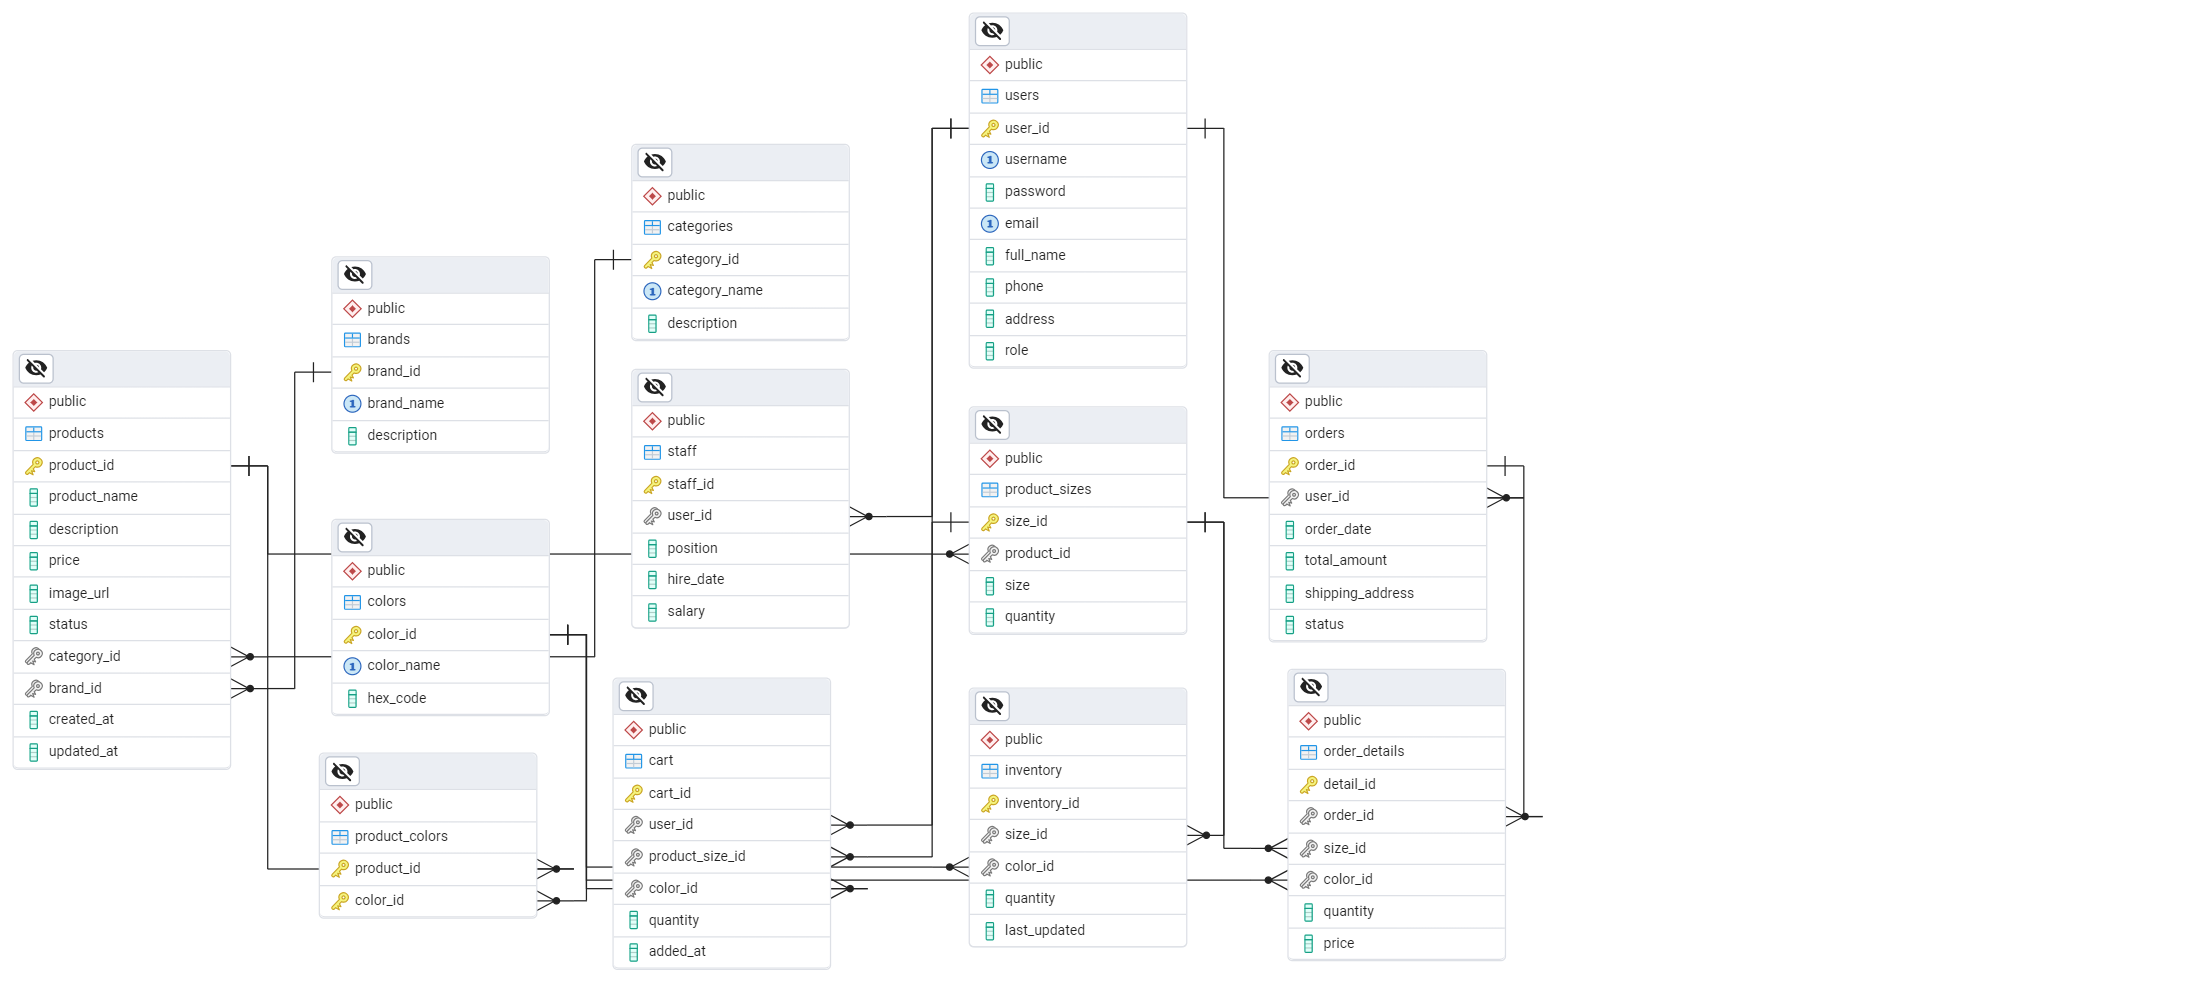 public
products
product_id
product_name
description
price
image_url
status
category_id
brand_id
created_at
updated_at
public
brands
brand_id
brand_name
description
public
colors
color_id
color_name
hex_code
public
product_colors
product_id
color_id
public
categories
category_id
category_name
description
public
staff
staff_id
user_id
position
hire_date
salary
public
cart
cart_id
user_id
product_size_id
color_id
quantity
added_at
public
users
user_id
username
password
email
full_name
phone
address
role
public
product_sizes
size_id
product_id
size
quantity
public
inventory
inventory_id
size_id
color_id
quantity
last_updated
public
orders
order_id
user_id
order_date
total_amount
shipping_address
status
public
order_details
detail_id
order_id
size_id
color_id
quantity
price